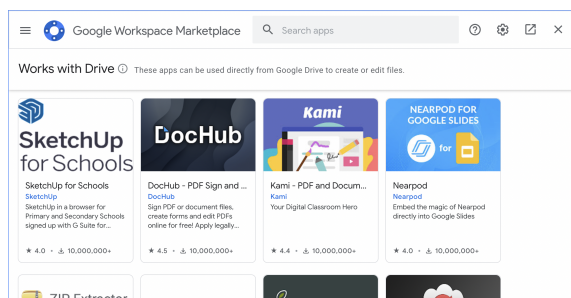 Google Workspace Marketplace
Search apps
Works with Drive
These apps can be used directly from Google Drive to create or edit files.
SketchUp
for Schools
SketchUp for Schools
SketchUp
SketchUp in a browser for
Primary and Secondary Schools
signed up with G Suite for...
★ 4.0 • 10,000,000+
DocHub
DocHub - PDF Sign and ...
DocHub
Sign PDF or document files,
create forms and edit PDFs
online for free! Apply legally...
★ 4.5 • 10,000,000+
Kami
Kami - PDF and Docum...
Kami
Your Digital Classroom Hero
★ 4.4 • 10,000,000+
NEARPOD FOR
GOOGLE SLIDES
for
Nearpod
Nearpod
Embed the magic of Nearpod
directly into Google Slides
★ 4.0 • 10,000,000+
ZIP Extractor